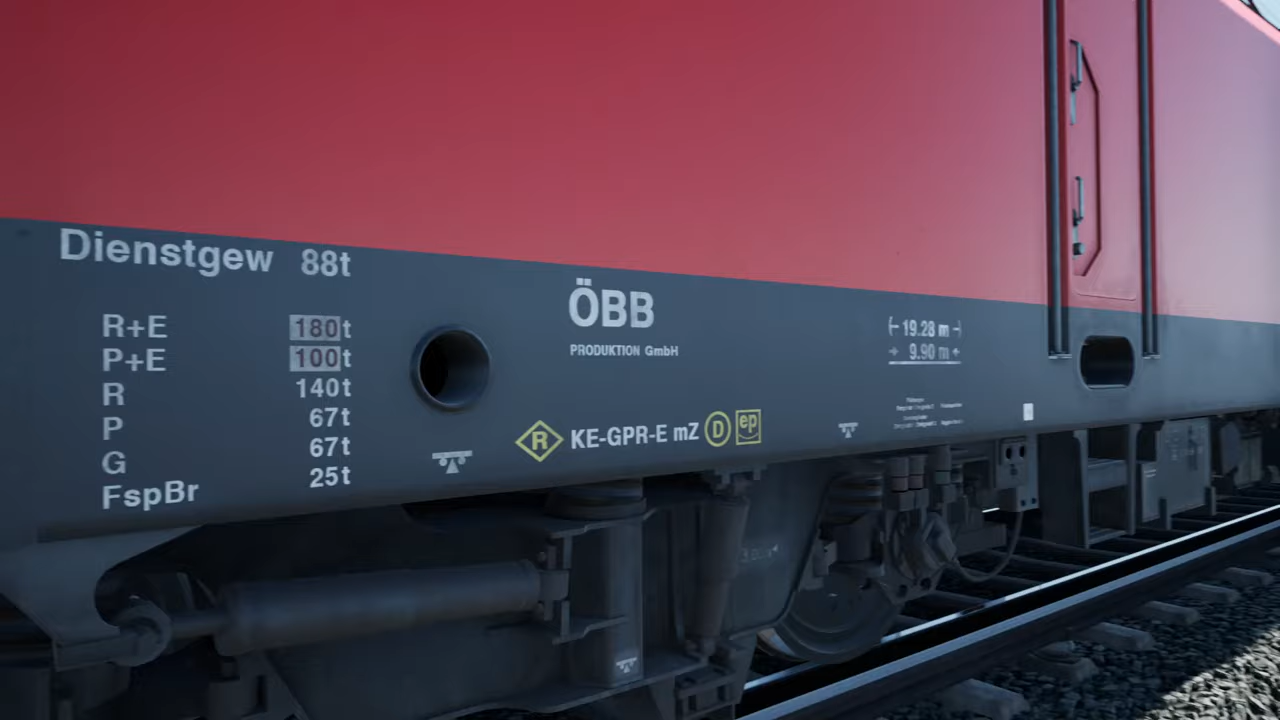 Dienstgew 88t
R+E 180t
P+E 100t
R 140t
P 67t
G 67t
FspBr 25t
ÖBB
PRODUKTION GmbH
R KE-GPR-E mZ D ep
19.28 m
9.90 m